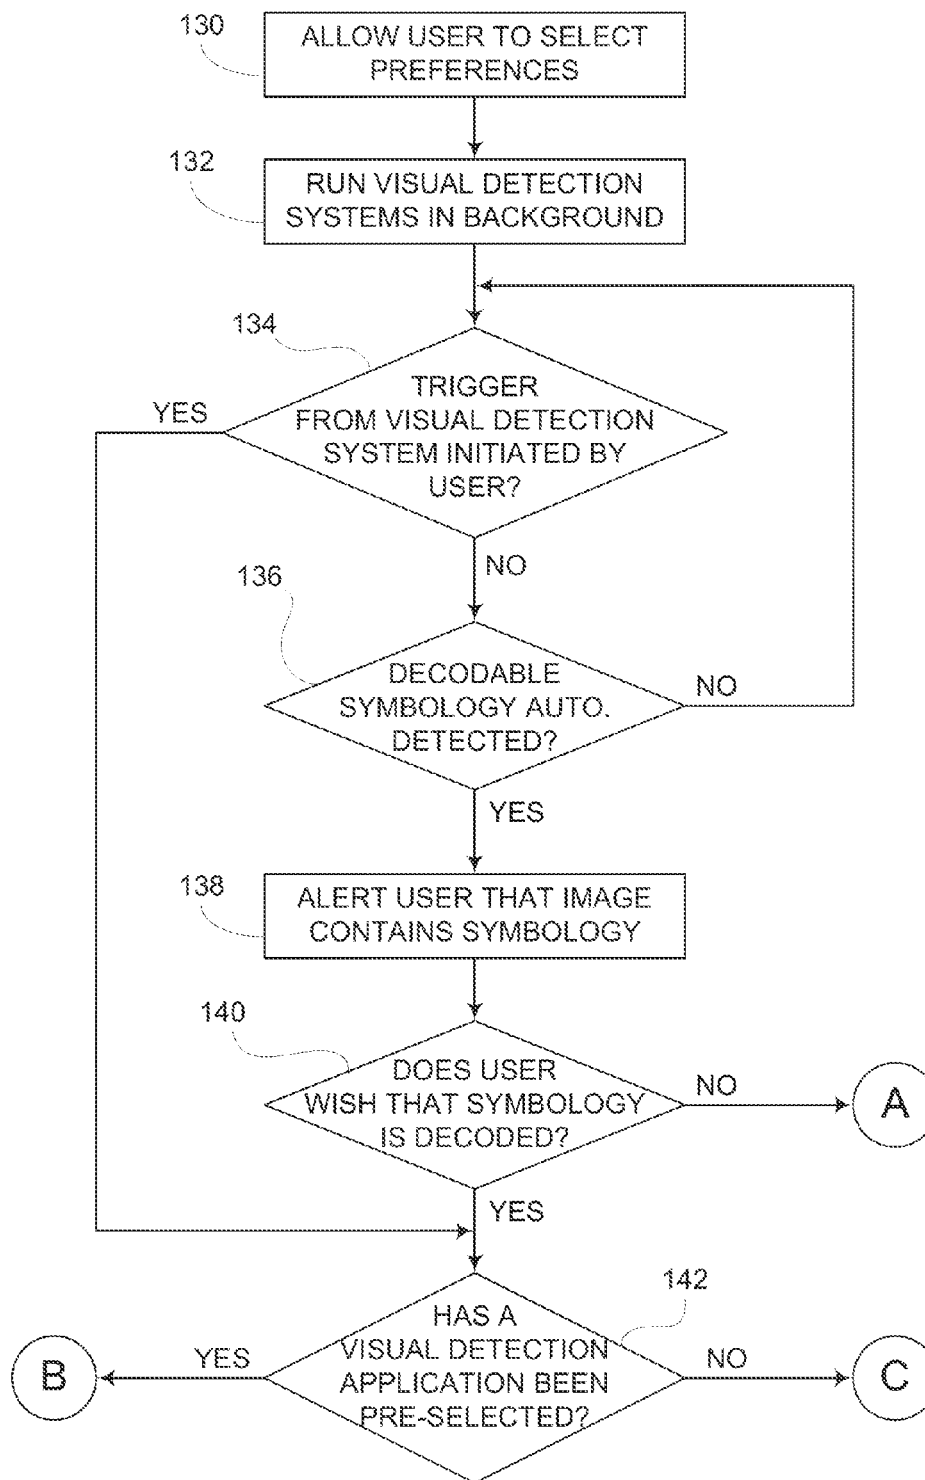 130
ALLOW USER TO SELECT
PREFERENCES
132
RUN VISUAL DETECTION
SYSTEMS IN BACKGROUND
134
TRIGGER
FROM VISUAL DETECTION
SYSTEM INITIATED BY
USER?
YES
NO
136
DECODABLE
SYMBOLOGY AUTO.
DETECTED?
NO
YES
138
ALERT USER THAT IMAGE
CONTAINS SYMBOLOGY
140
DOES USER
WISH THAT SYMBOLOGY
IS DECODED?
NO
A
YES
142
HAS A
VISUAL DETECTION
APPLICATION BEEN
PRE-SELECTED?
YES
B
NO
C